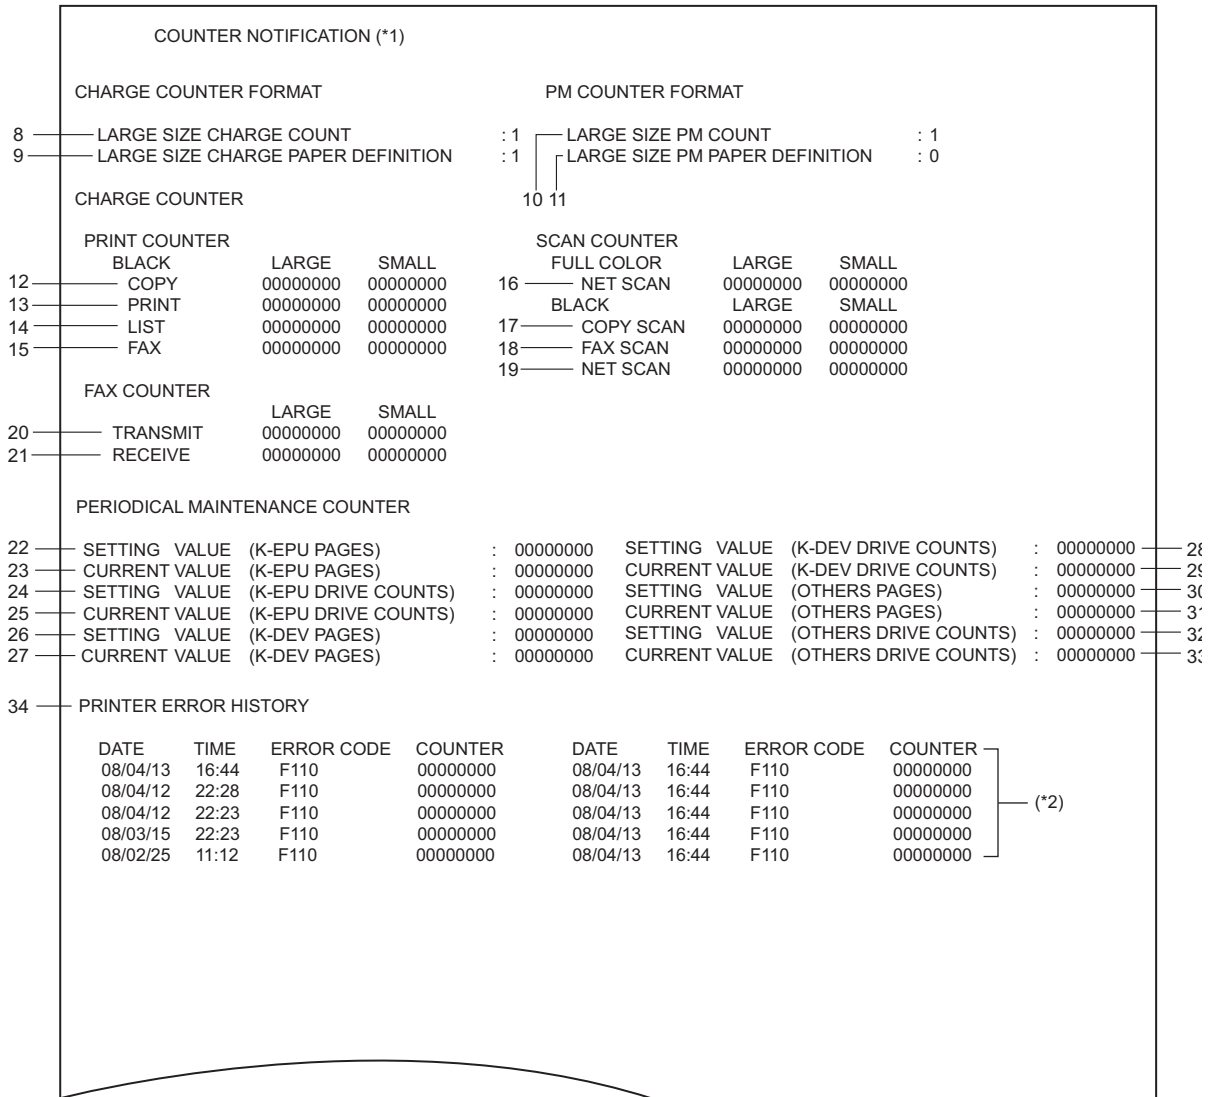 COUNTER NOTIFICATION (*1)
CHARGE COUNTER FORMAT PM COUNTER FORMAT
8 LARGE SIZE CHARGE COUNT : 1 LARGE SIZE PM COUNT : 1
9 LARGE SIZE CHARGE PAPER DEFINITION : 1 LARGE SIZE PM PAPER DEFINITION : 0
CHARGE COUNTER 10 11
PRINT COUNTER SCAN COUNTER
BLACK LARGE SMALL FULL COLOR LARGE SMALL
12 COPY 00000000 00000000 16 NET SCAN 00000000 00000000
13 PRINT 00000000 00000000 BLACK LARGE SMALL
14 LIST 00000000 00000000 17 COPY SCAN 00000000 00000000
15 FAX 00000000 00000000 18 FAX SCAN 00000000 00000000
19 NET SCAN 00000000 00000000
FAX COUNTER
LARGE SMALL
20 TRANSMIT 00000000 00000000
21 RECEIVE 00000000 00000000
PERIODICAL MAINTENANCE COUNTER
22 SETTING VALUE (K-EPU PAGES) : 00000000 SETTING VALUE (K-DEV DRIVE COUNTS) : 00000000
23 CURRENT VALUE (K-EPU PAGES) : 00000000 CURRENT VALUE (K-DEV DRIVE COUNTS) : 00000000
24 SETTING VALUE (K-EPU DRIVE COUNTS) : 00000000 SETTING VALUE (OTHERS PAGES) : 00000000
25 CURRENT VALUE (K-EPU DRIVE COUNTS) : 00000000 CURRENT VALUE (OTHERS PAGES) : 00000000
26 SETTING VALUE (K-DEV PAGES) : 00000000 SETTING VALUE (OTHERS DRIVE COUNTS) : 00000000
27 CURRENT VALUE (K-DEV PAGES) : 00000000 CURRENT VALUE (OTHERS DRIVE COUNTS) : 00000000
34 PRINTER ERROR HISTORY
DATE TIME ERROR CODE COUNTER DATE TIME ERROR CODE COUNTER
08/04/13 16:44 F110 00000000 08/04/13 16:44 F110 00000000
08/04/12 22:28 F110 00000000 08/04/13 16:44 F110 00000000
08/04/12 22:23 F110 00000000 08/04/13 16:44 F110 00000000
08/03/15 22:23 F110 00000000 08/04/13 16:44 F110 00000000
08/02/25 11:12 F110 00000000 08/04/13 16:44 F110 00000000
(*2)